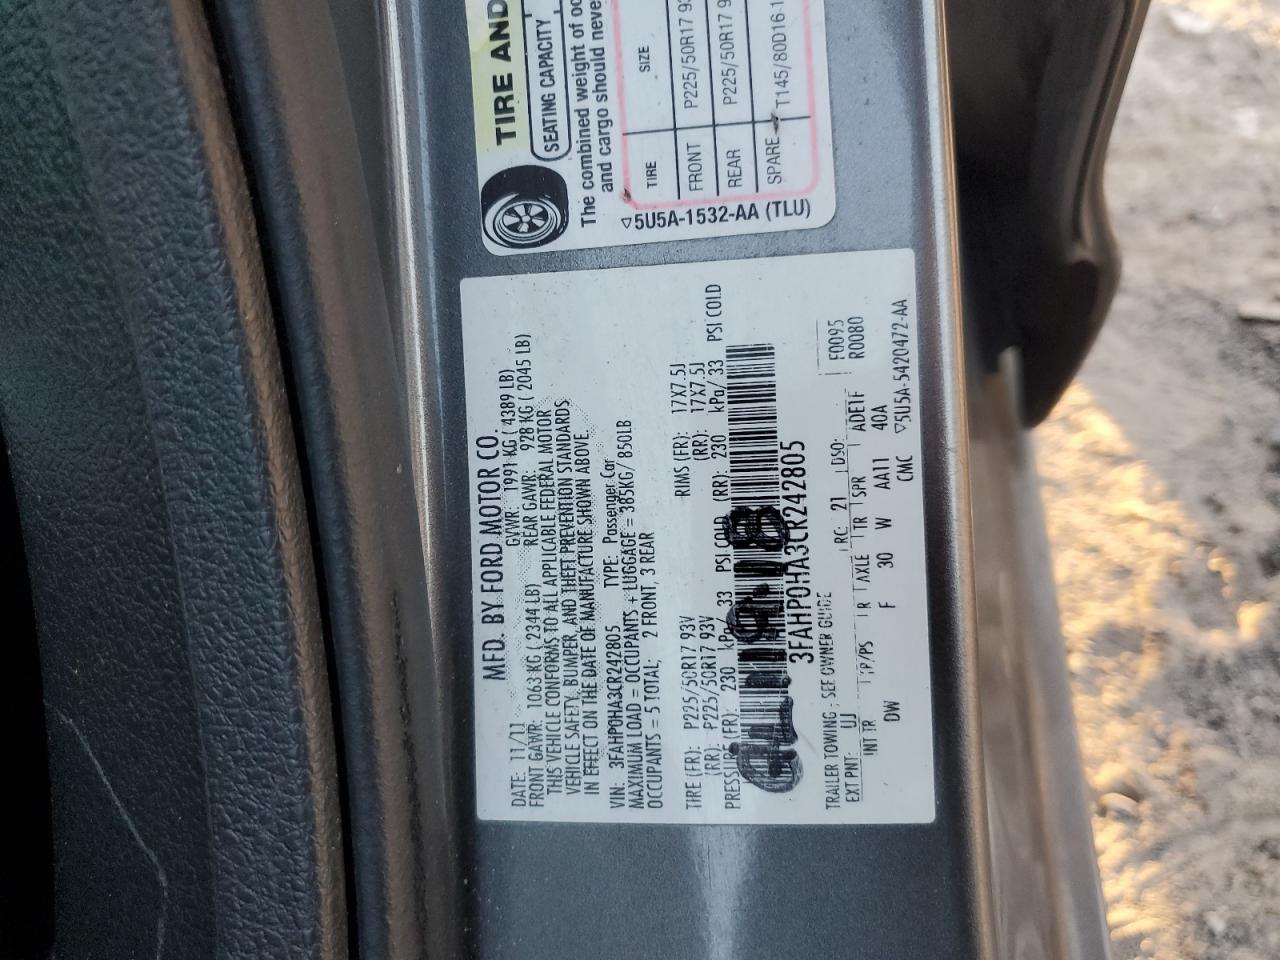 MFD. BY FORD MOTOR CO.
DATE: 11/11 GVWR: 1991 KG ( 4389 LB)
FRONT GAWR: 1063 KG ( 2344 LB) REAR GAWR: 928 KG ( 2045 LB)
THIS VEHICLE CONFORMS TO ALL APPLICABLE FEDERAL MOTOR
VEHICLE SAFETY, BUMPER, AND THEFT PREVENTION STANDARDS
IN EFFECT ON THE DATE OF MANUFACTURE SHOWN ABOVE.
VIN: 3FAHP0HA3CR242805 TYPE: Passenger Car
MAXIMUM LOAD = OCCUPANTS + LUGGAGE = 385KG/ 850LB
OCCUPANTS = 5 TOTAL; 2 FRONT, 3 REAR
TIRE (FR): P225/50R17 93V RIMS (FR): 17X7.5J
(RR): P225/50R17 93V (RR): 17X7.5J
PRESSURE (FR): 230 kPa/ 33 PSI COLD (RR): 230 kPa/ 33 PSI COLD
3FAHP0HA3CR242805
TRAILER TOWING ; SEE OWNER GUIDE F0095
EXT PNT: UJ RC: 21 DSO: R0080
INT TR TP/PS R AXLE TR SPR ADE1F
DW F 30 W AA11 40A
CMC ▽5U5A-5420472-AA
TIRE AND
SEATING CAPACITY
The combined weight of oc
and cargo should neve
TIRE SIZE
FRONT P225/50R17 93
REAR P225/50R17 9
SPARE T145/80D16 1
◁5U5A-1532-AA (TLU)